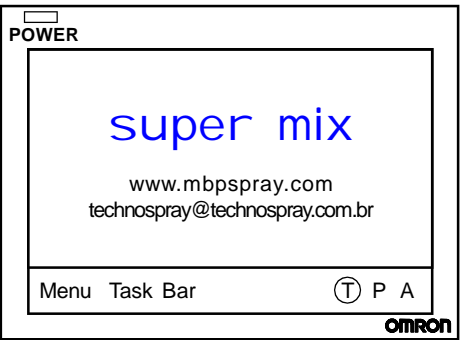 POWER
super mix
www.mbpspray.com
technospray@technospray.com.br
Menu Task Bar T P A
OMRON